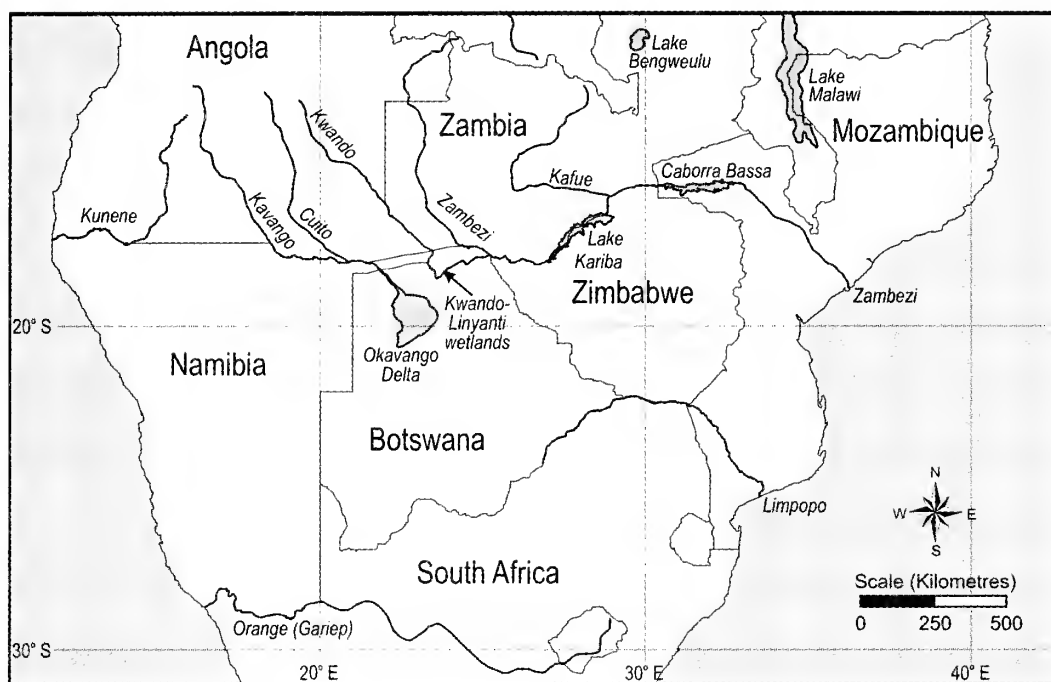 Angola
Lake
Bengweulu
Lake
Malawi
Zambia
Mozambique
Kwando
Caborra Bassa
Kafue
Kunene
Kavango
Cuito
Zambezi
Lake
Kariba
Zimbabwe
Zambezi
Kwando-
Linyanti
wetlands
20° S
Namibia
Okavango
Delta
Botswana
Limpopo
N
W
E
S
South Africa
Scale (Kilometres)
0 250 500
Orange (Gariep)
30° S
20° E
30° E
40° E